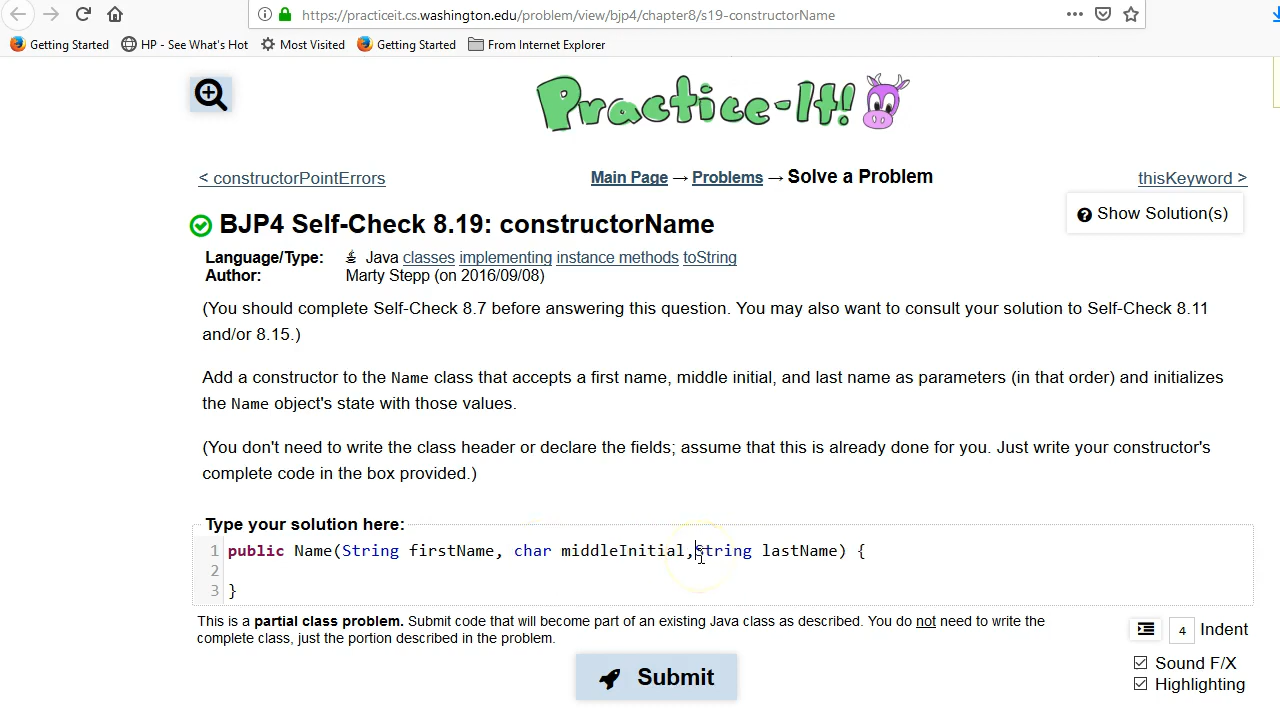 https://practiceit.cs.washington.edu/problem/view/bjp4/chapter8/s19-constructorName
Getting Started HP - See What's Hot Most Visited Getting Started From Internet Explorer
Practice-It!
< constructorPointErrors Main Page → Problems → Solve a Problem thisKeyword >
Show Solution(s)
BJP4 Self-Check 8.19: constructorName
Language/Type: Java classes implementing instance methods toString
Author: Marty Stepp (on 2016/09/08)
(You should complete Self-Check 8.7 before answering this question. You may also want to consult your solution to Self-Check 8.11
and/or 8.15.)
Add a constructor to the Name class that accepts a first name, middle initial, and last name as parameters (in that order) and initializes
the Name object's state with those values.
(You don't need to write the class header or declare the fields; assume that this is already done for you. Just write your constructor's
complete code in the box provided.)
Type your solution here:
1 public Name(String firstName, char middleInitial,String lastName) {
2
3 }
This is a partial class problem. Submit code that will become part of an existing Java class as described. You do not need to write the
complete class, just the portion described in the problem.
4 Indent
Sound F/X
Highlighting
Submit